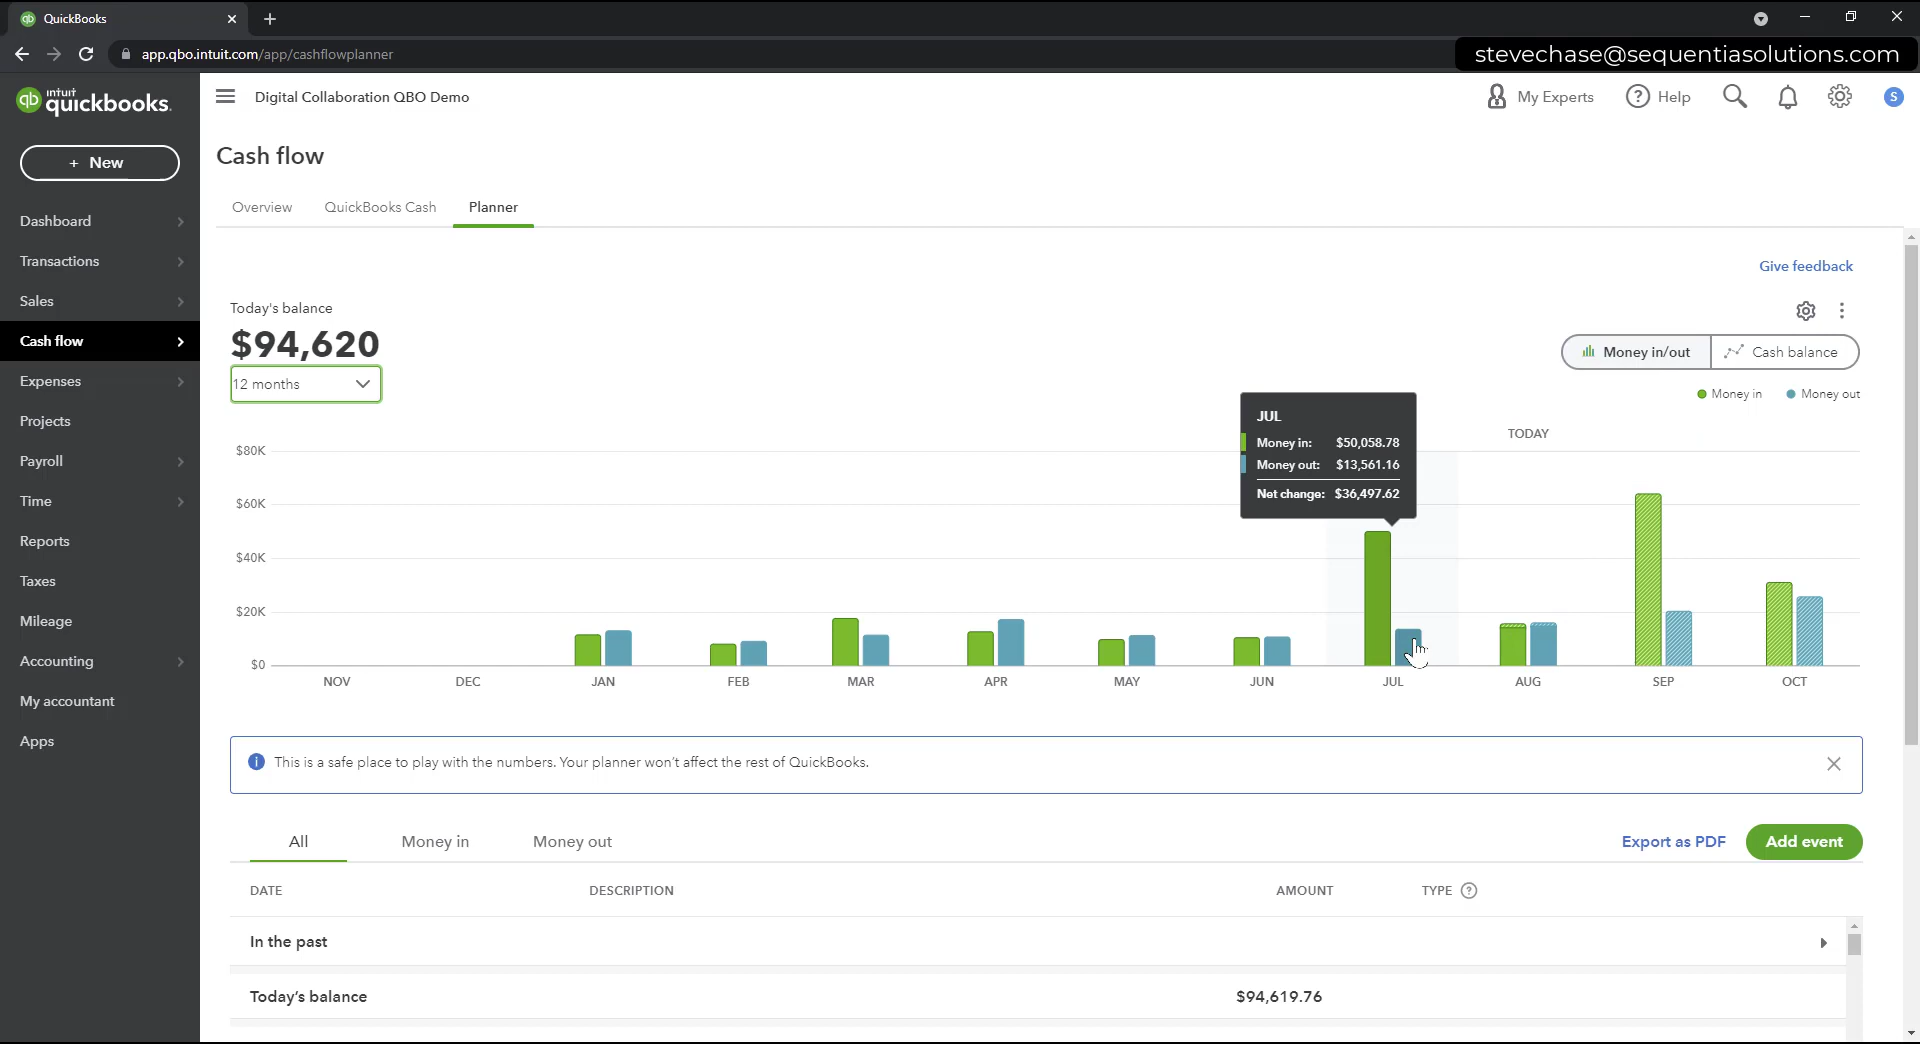 QuickBooks
app.qbo.intuit.com/app/cashflowplanner
stevechase@sequentiasolutions.com
qb intuit quickbooks.
Digital Collaboration QBO Demo
My Experts
Help
S
+ New
Dashboard
Transactions
Sales
Cash flow
Expenses
Projects
Payroll
Time
Reports
Taxes
Mileage
Accounting
My accountant
Apps
Cash flow
Overview QuickBooks Cash Planner
Give feedback
Today's balance
$94,620
12 months
Money in/out Cash balance
Money in Money out
TODAY
JUL
Money in: $50,058.78
Money out: $13,561.16
Net change: $36,497.62
$80K
$60K
$40K
$20K
$0
NOV DEC JAN FEB MAR APR MAY JUN JUL AUG SEP OCT
This is a safe place to play with the numbers. Your planner won't affect the rest of QuickBooks.
All Money in Money out Export as PDF Add event
DATE DESCRIPTION AMOUNT TYPE
In the past
Today's balance $94,619.76